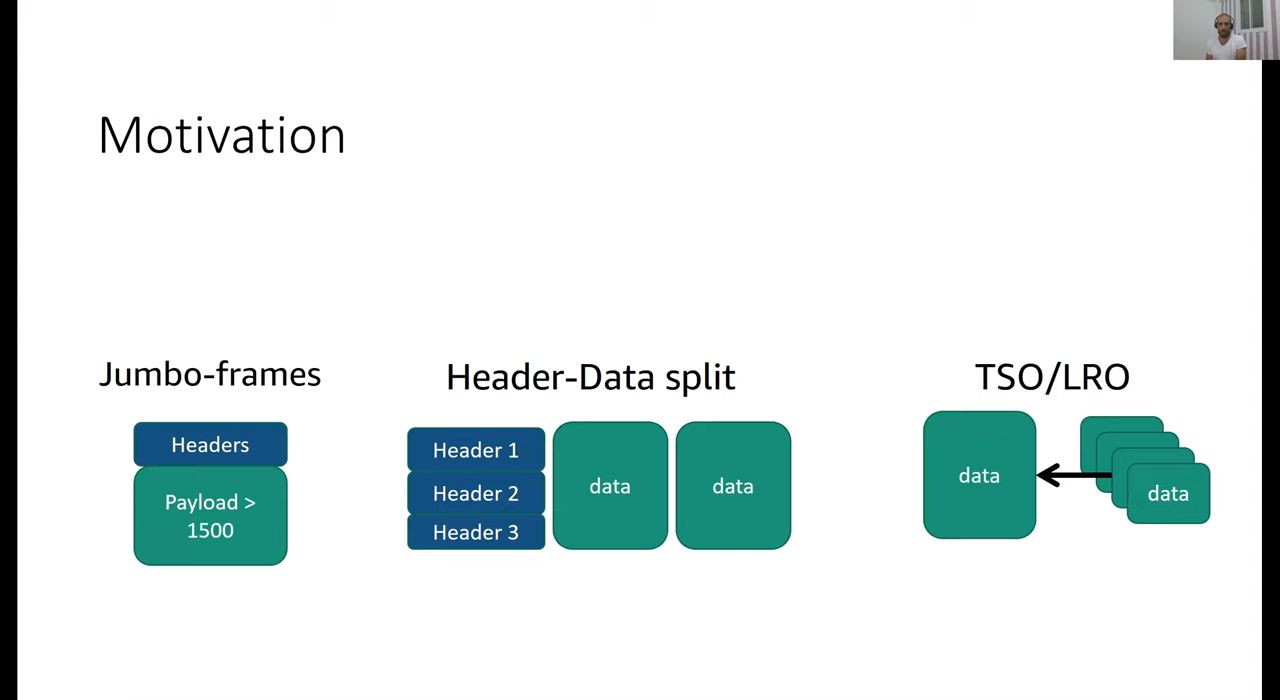 Motivation
Jumbo-frames
Headers
Payload >
1500
Header-Data split
Header 1
Header 2
Header 3
data
data
TSO/LRO
data
data